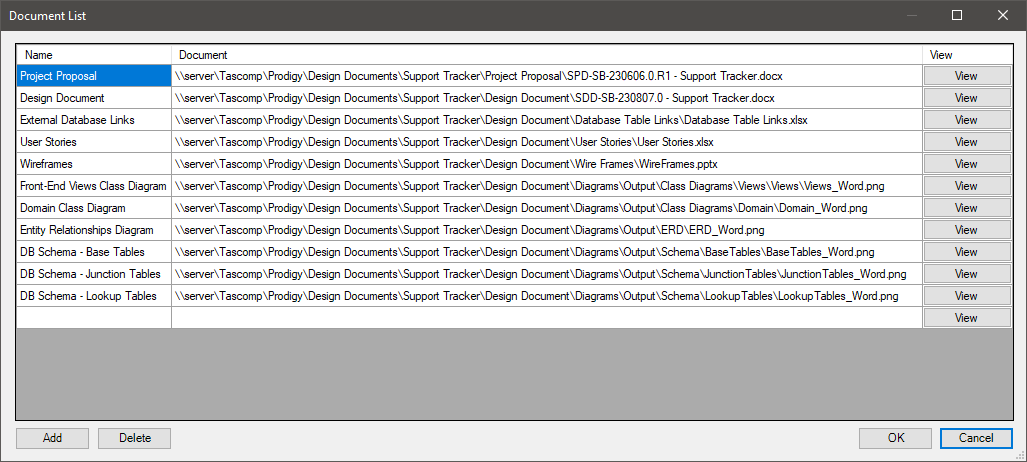 Document List
Name Document View
Project Proposal \\server\Tascomp\Prodigy\Design Documents\Support Tracker\Project Proposal\SPD-SB-230606.0.R1 - Support Tracker.docx View
Design Document \\server\Tascomp\Prodigy\Design Documents\Support Tracker\Design Document\SDD-SB-230807.0 - Support Tracker.docx View
External Database Links \\server\Tascomp\Prodigy\Design Documents\Support Tracker\Design Document\Database Table Links\Database Table Links.xlsx View
User Stories \\server\Tascomp\Prodigy\Design Documents\Support Tracker\Design Document\User Stories\User Stories.xlsx View
Wireframes \\server\Tascomp\Prodigy\Design Documents\Support Tracker\Design Document\Wire Frames\WireFrames.pptx View
Front-End Views Class Diagram \\server\Tascomp\Prodigy\Design Documents\Support Tracker\Design Document\Diagrams\Output\Class Diagrams\Views\Views\Views_Word.png View
Domain Class Diagram \\server\Tascomp\Prodigy\Design Documents\Support Tracker\Design Document\Diagrams\Output\Class Diagrams\Domain\Domain_Word.png View
Entity Relationships Diagram \\server\Tascomp\Prodigy\Design Documents\Support Tracker\Design Document\Diagrams\Output\ERD\ERD_Word.png View
DB Schema - Base Tables \\server\Tascomp\Prodigy\Design Documents\Support Tracker\Design Document\Diagrams\Output\Schema\BaseTables\BaseTables_Word.png View
DB Schema - Junction Tables \\server\Tascomp\Prodigy\Design Documents\Support Tracker\Design Document\Diagrams\Output\Schema\JunctionTables\JunctionTables_Word.png View
DB Schema - Lookup Tables \\server\Tascomp\Prodigy\Design Documents\Support Tracker\Design Document\Diagrams\Output\Schema\LookupTables\LookupTables_Word.png View
View
Add Delete OK Cancel